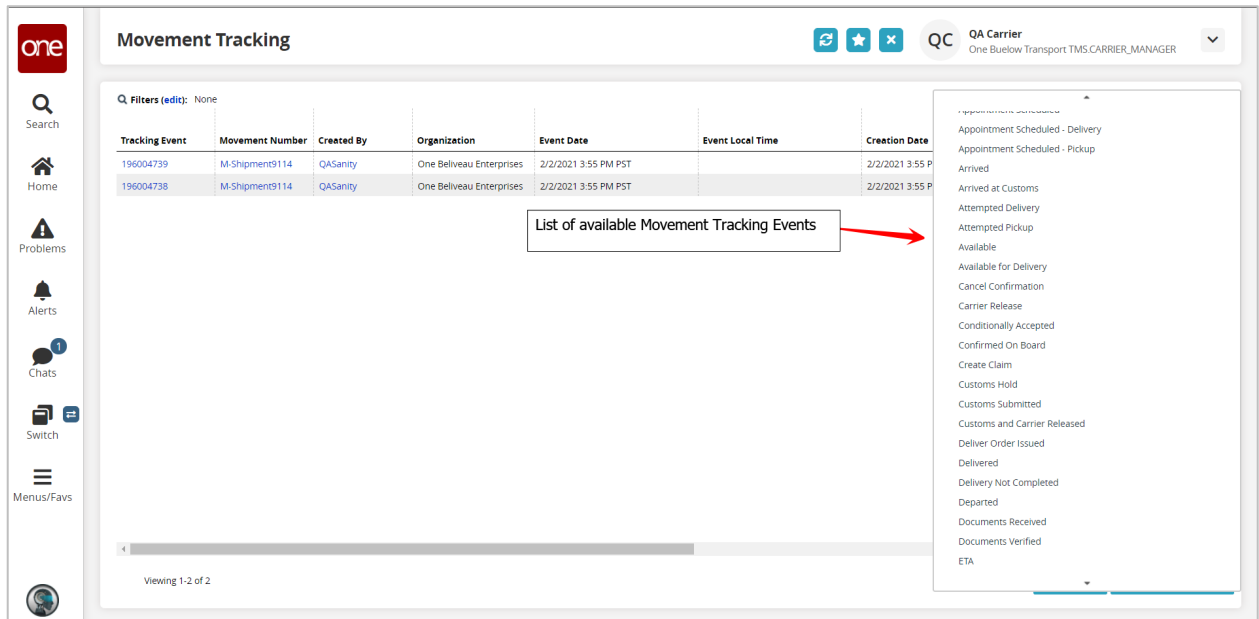 one
Movement Tracking
QC
QA Carrier
One Buelow Transport TMS.CARRIER_MANAGER
Search
Home
Problems
Alerts
1
Chats
Switch
Menus/Favs
Filters (edit): None
Tracking Event Movement Number Created By Organization Event Date Event Local Time Creation Date
196004739 M-Shipment9114 QASanity One Beliveau Enterprises 2/2/2021 3:55 PM PST 2/2/2021 3:55 P
196004738 M-Shipment9114 QASanity One Beliveau Enterprises 2/2/2021 3:55 PM PST 2/2/2021 3:55 P
List of available Movement Tracking Events
Appointment Scheduled
Appointment Scheduled - Delivery
Appointment Scheduled - Pickup
Arrived
Arrived at Customs
Attempted Delivery
Attempted Pickup
Available
Available for Delivery
Cancel Confirmation
Carrier Release
Conditionally Accepted
Confirmed On Board
Create Claim
Customs Hold
Customs Submitted
Customs and Carrier Released
Deliver Order Issued
Delivered
Delivery Not Completed
Departed
Documents Received
Documents Verified
ETA
Viewing 1-2 of 2